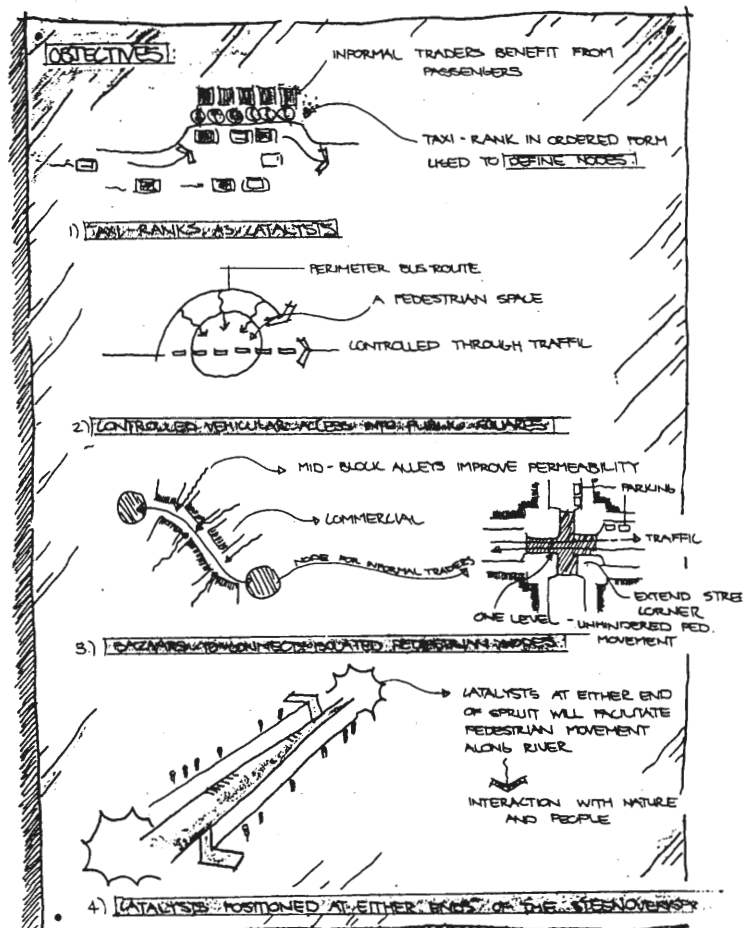 OBJECTIVES:
INFORMAL TRADERS BENEFIT FROM
PASSENGERS
TAXI-RANK IN ORDERED FORM
USED TO DEFINE NODES!
1) TAXI-RANKS AS CATALYSTS
PERIMETER BUS ROUTE
A PEDESTRIAN SPACE
CONTROLLED THROUGH TRAFFIC
2) CONTROLLED VEHICULAR ACCESS INTO PUBLIC SQUARES
MID-BLOCK ALLEYS IMPROVE PERMEABILITY
COMMERCIAL
NODE FOR INFORMAL TRADERS
PARKING
TRAFFIC
EXTEND STREE
CORNER
ONE LEVEL - UNHINDERED PED.
MOVEMENT
3.) BAZAARS TO CONNECT ISOLATED PEDESTRIAN NODES
CATALYSTS AT EITHER END
OF SPRUIT WILL FACILITATE
PEDESTRIAN MOVEMENT
ALONG RIVER
INTERACTION WITH NATURE
AND PEOPLE
4) CATALYSTS POSITIONED AT EITHER ENDS OF THE